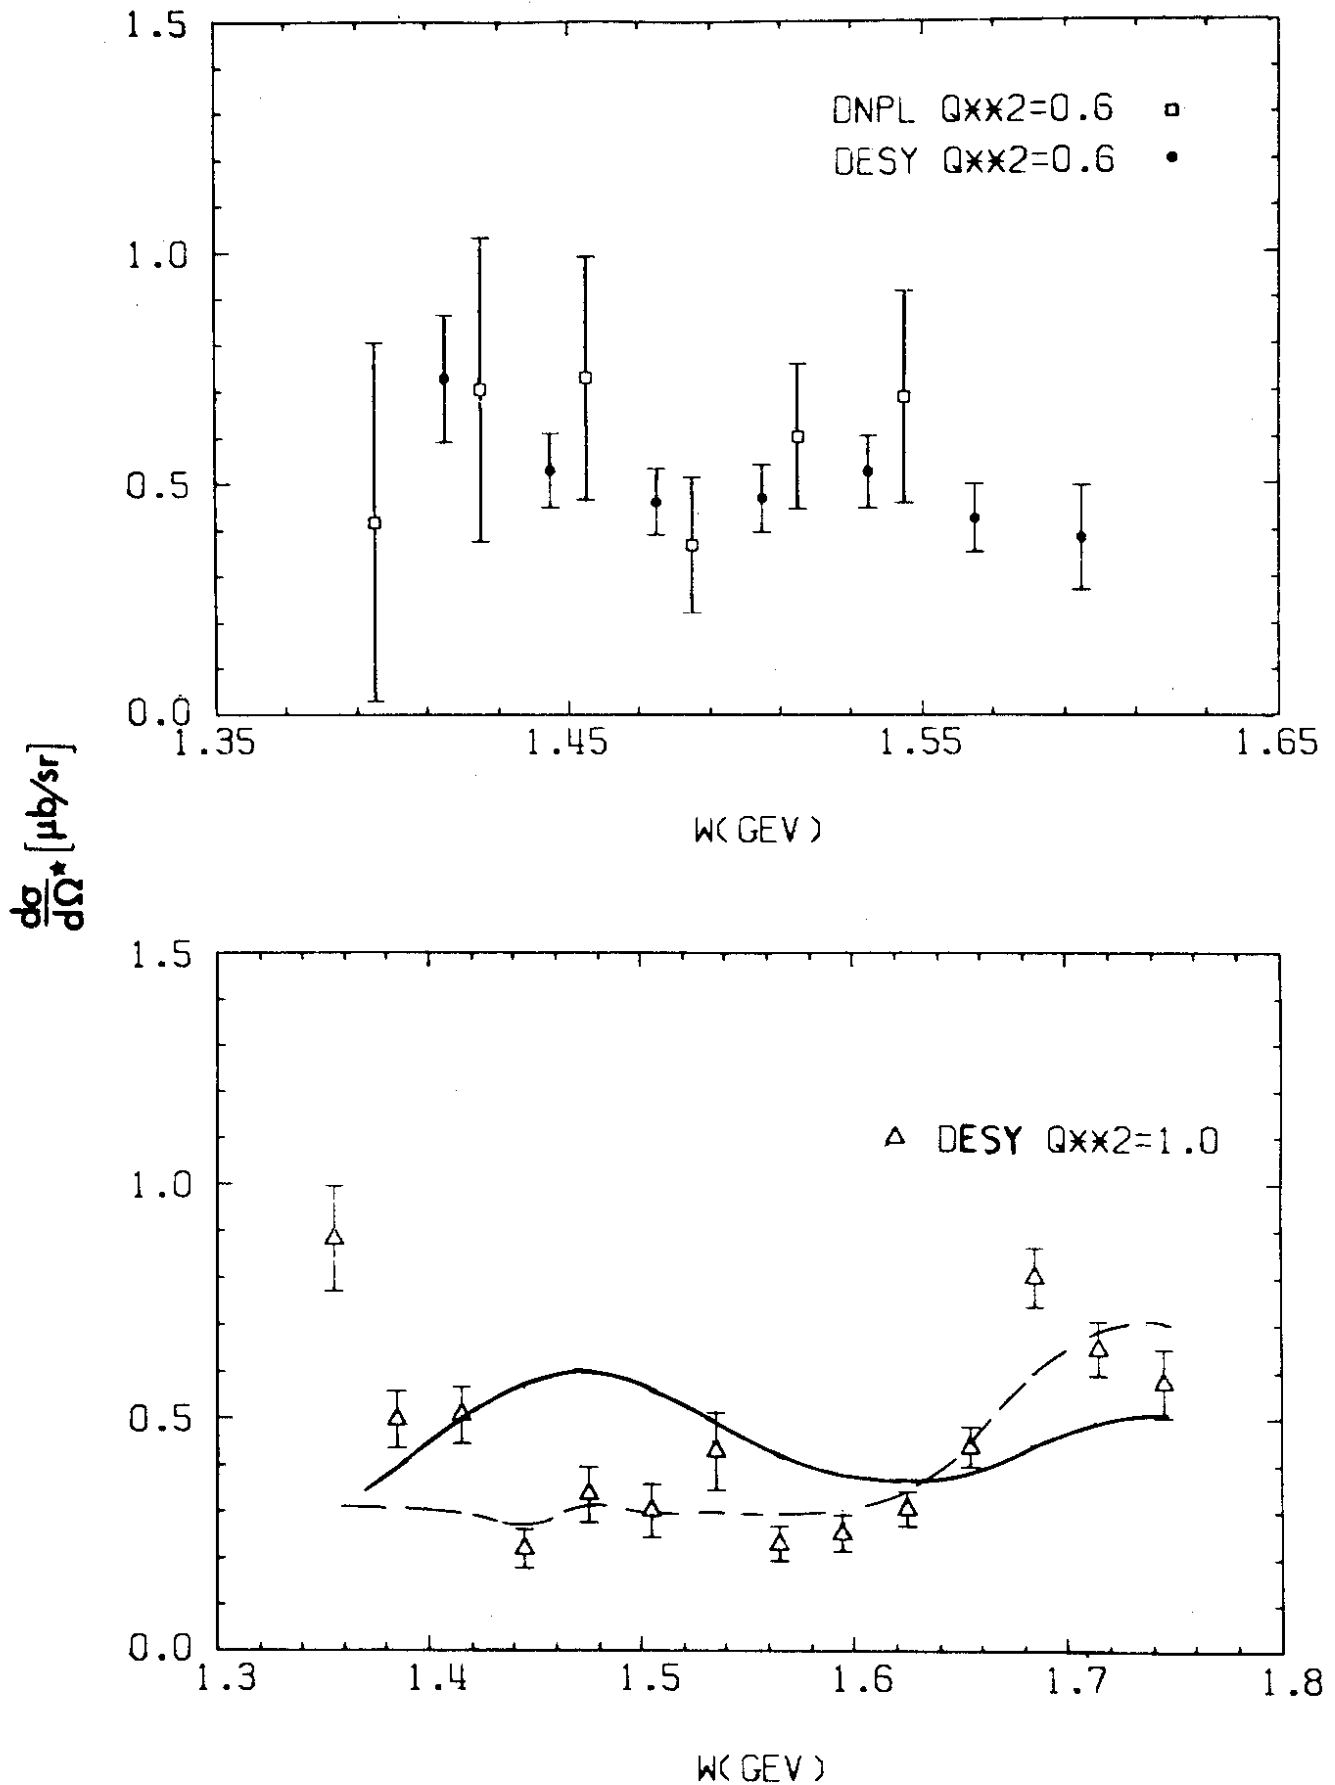 1.5
DNPL Q**2=0.6
DESY Q**2=0.6
1.0
0.5
0.0
1.35 1.45 1.55 1.65
W(GEV)
dσ/dΩ* [μb/sr]
1.5
DESY Q**2=1.0
1.0
0.5
0.0
1.3 1.4 1.5 1.6 1.7 1.8
W(GEV)